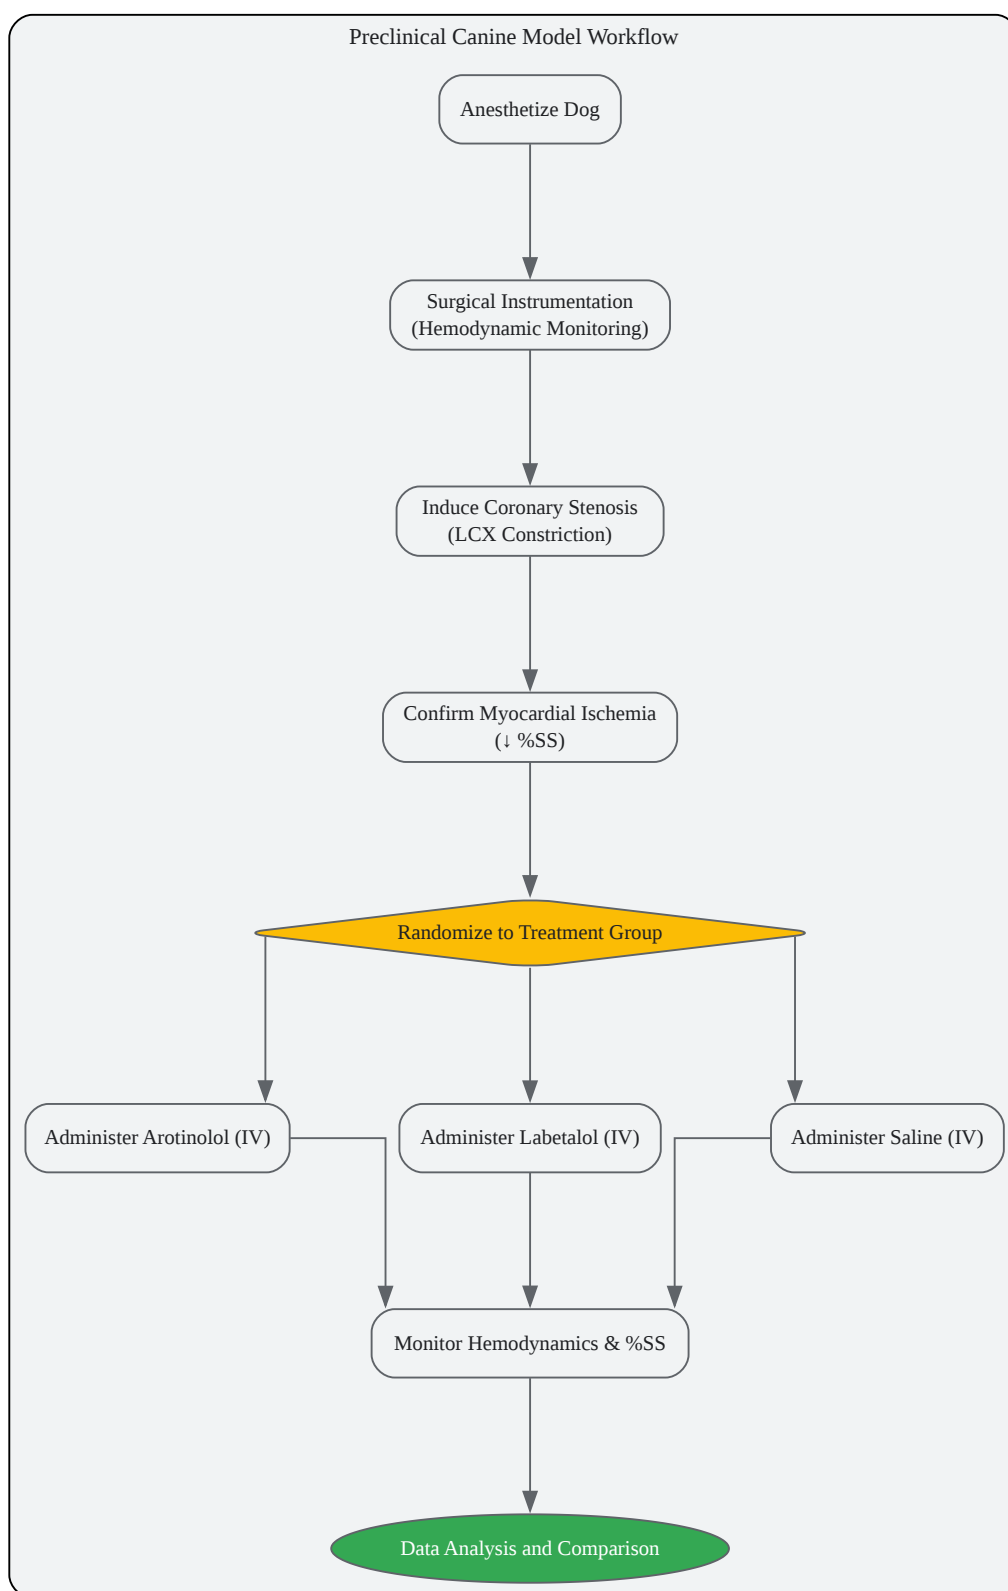 Preclinical Canine Model Workflow
Anesthetize Dog
Surgical Instrumentation
(Hemodynamic Monitoring)
Induce Coronary Stenosis
(LCX Constriction)
Confirm Myocardial Ischemia
(↓ %SS)
Randomize to Treatment Group
Administer Arotinolol (IV)
Administer Labetalol (IV)
Administer Saline (IV)
Monitor Hemodynamics & %SS
Data Analysis and Comparison